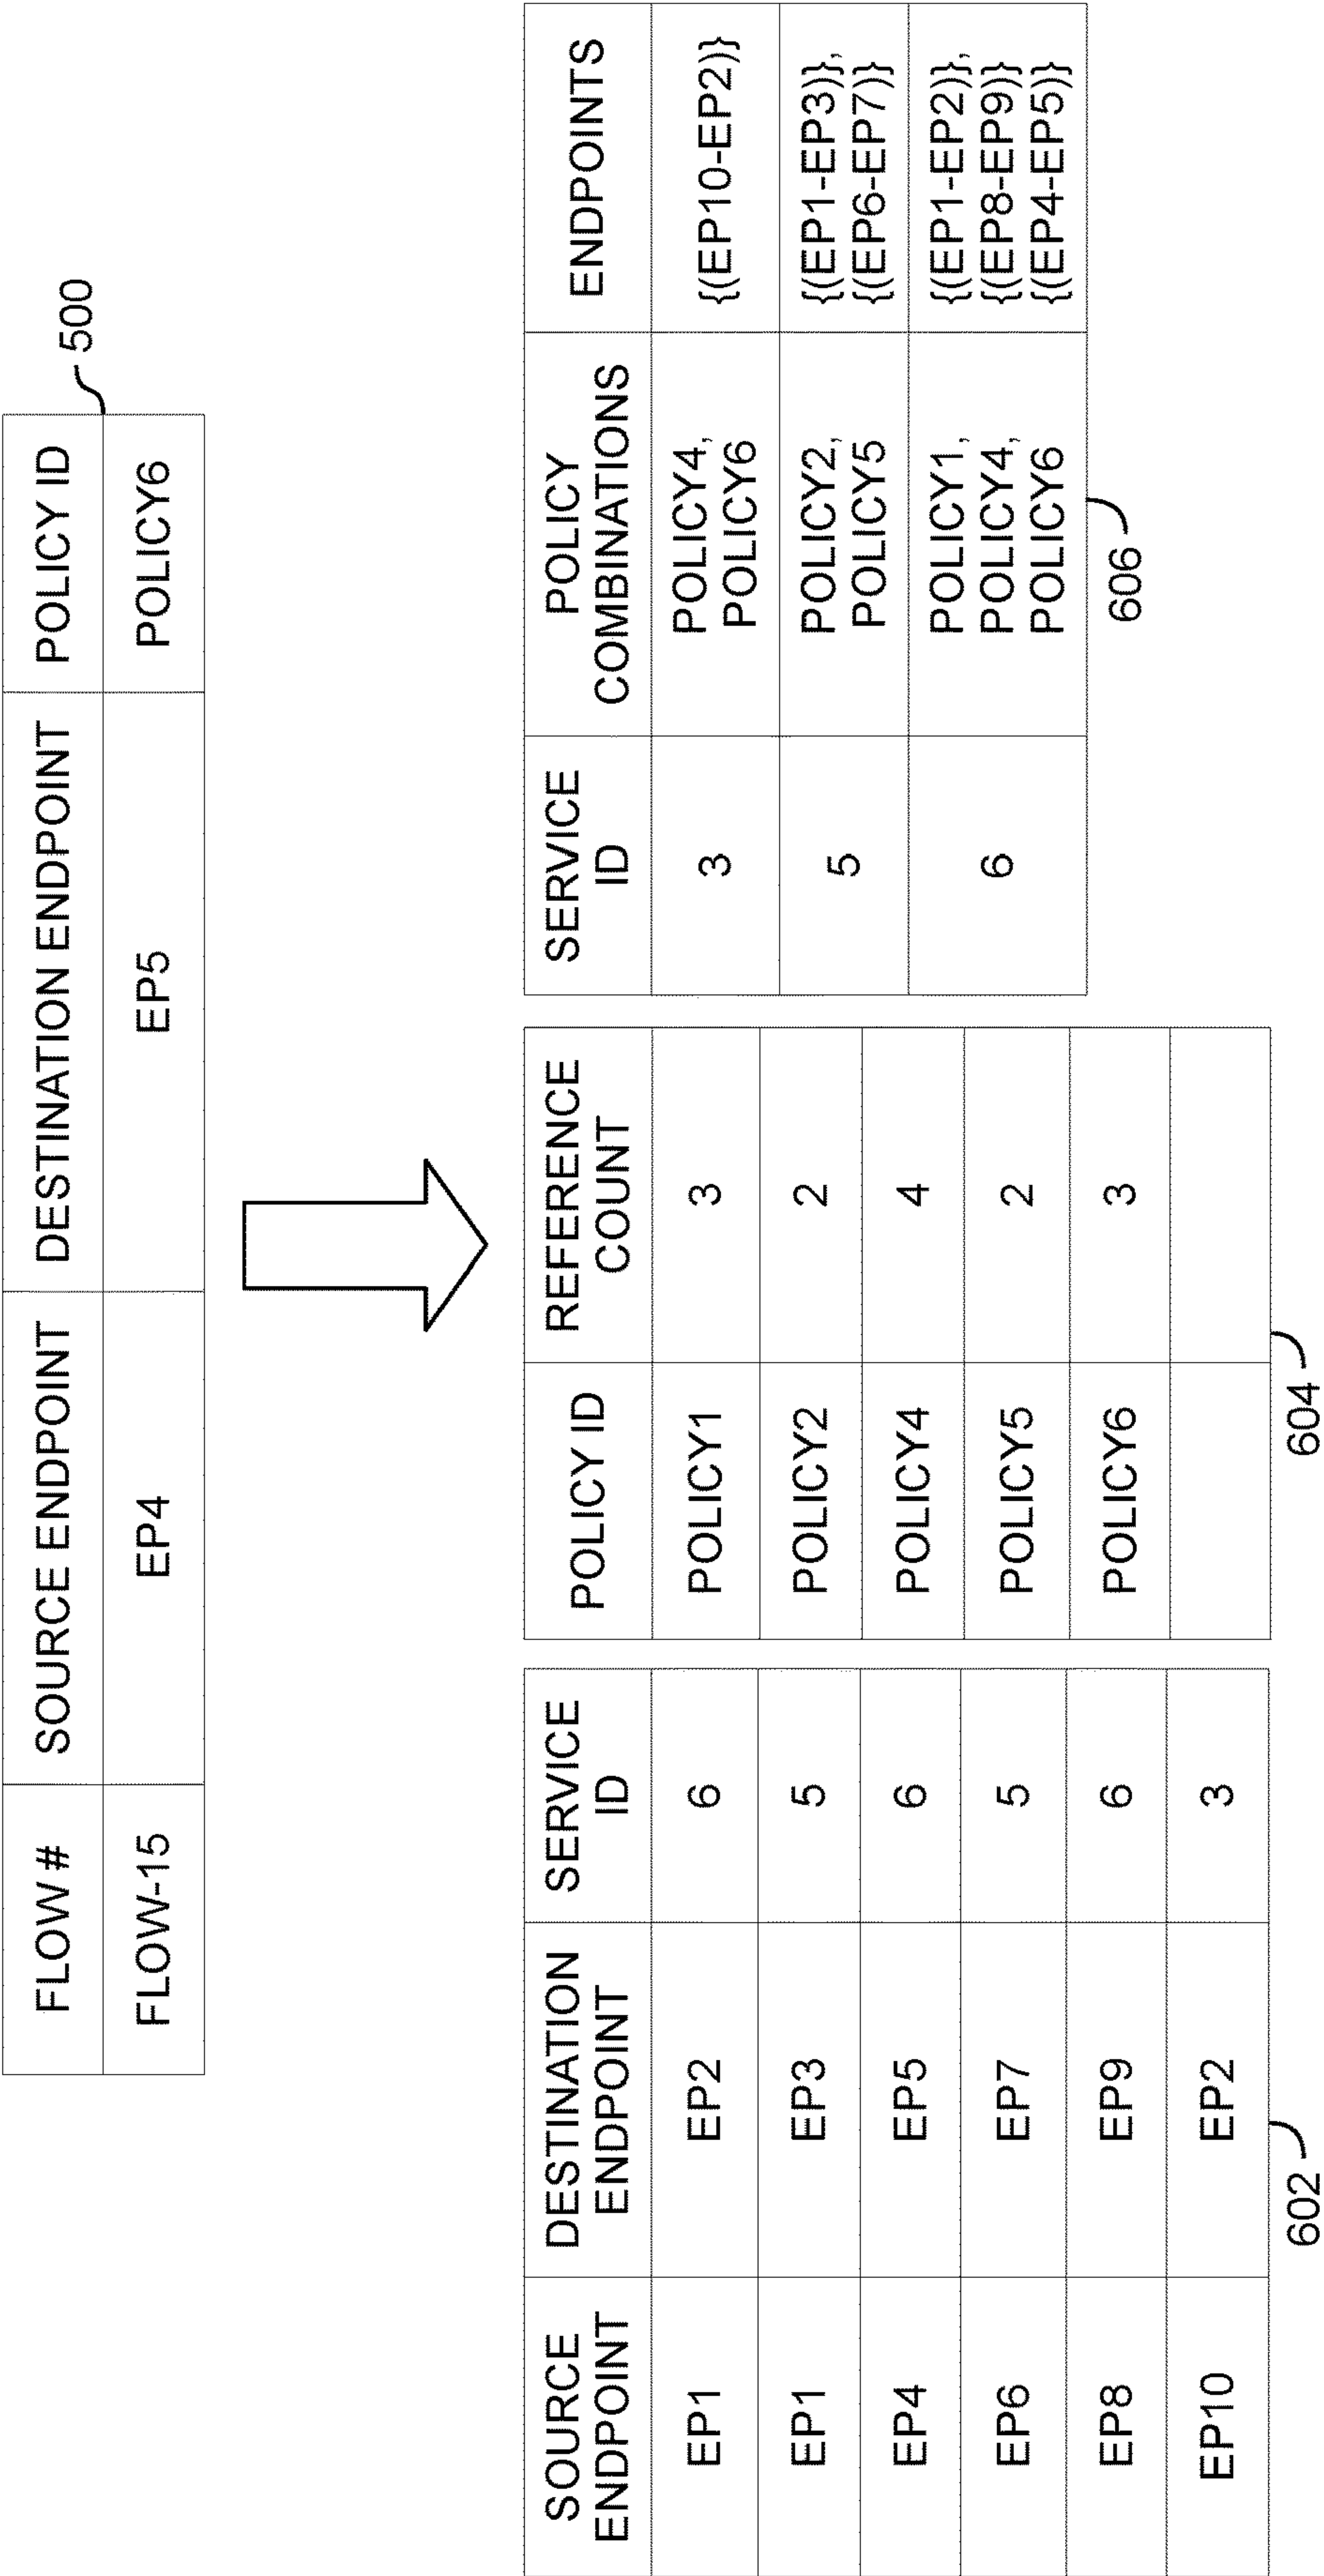 FLOW # SOURCE ENDPOINT DESTINATION ENDPOINT POLICY ID
FLOW-15 EP4 EP5 POLICY6
500
SOURCE ENDPOINT DESTINATION ENDPOINT SERVICE ID
EP1 EP2 6
EP1 EP3 5
EP4 EP5 6
EP6 EP7 5
EP8 EP9 6
EP10 EP2 3
602
POLICY ID REFERENCE COUNT
POLICY1 3
POLICY2 2
POLICY4 4
POLICY5 2
POLICY6 3
604
SERVICE ID POLICY COMBINATIONS ENDPOINTS
3 POLICY4, POLICY6 {(EP10-EP2)}
5 POLICY2, POLICY5 {(EP1-EP3)}, {(EP6-EP7)}
6 POLICY1, POLICY4, POLICY6 {(EP1-EP2)}, {(EP8-EP9)} {(EP4-EP5)}
606